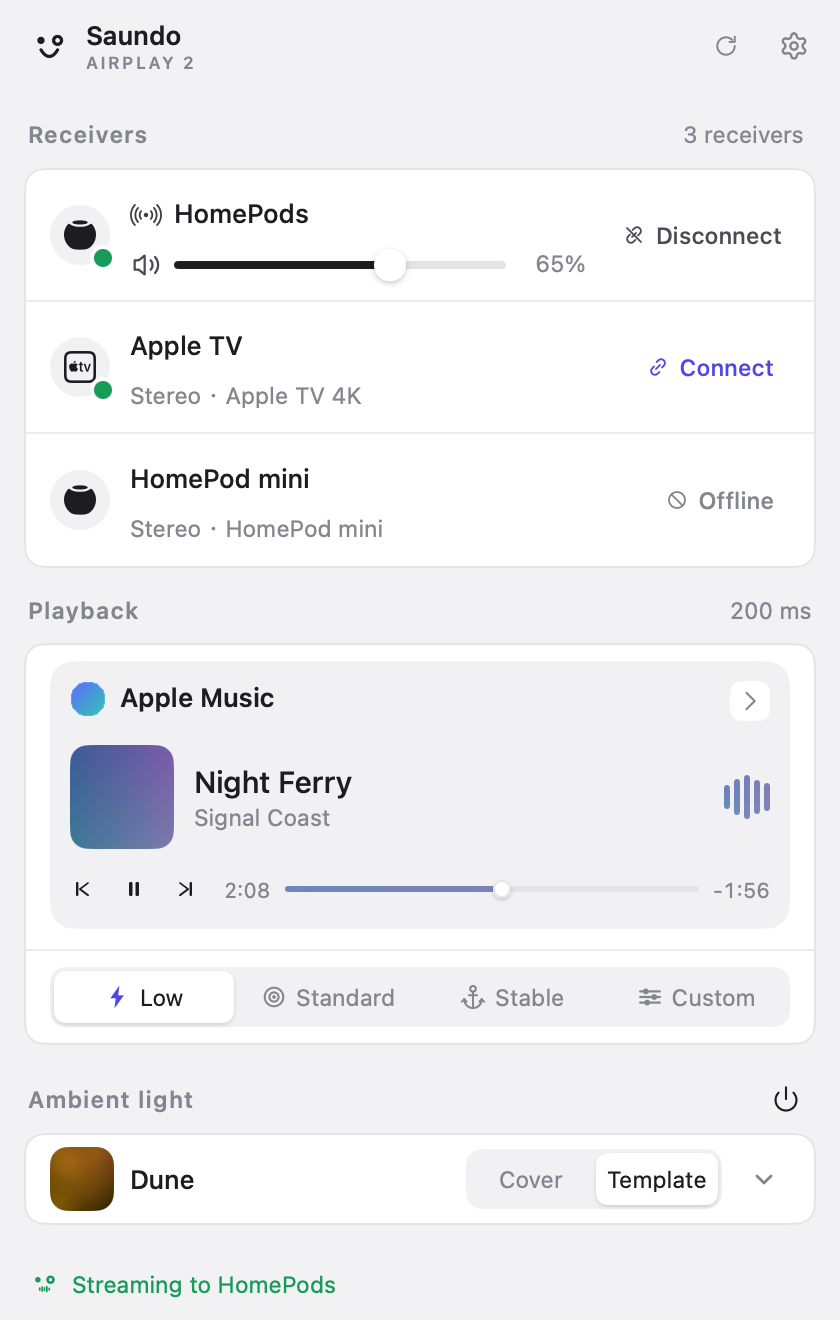 Saundo
AIRPLAY 2
Receivers
3 receivers
HomePods
Disconnect
65%
Apple TV
tv
Connect
Stereo · Apple TV 4K
HomePod mini
Offline
Stereo · HomePod mini
Playback
200 ms
Apple Music
Night Ferry
Signal Coast
2:08
-1:56
Low
Standard
Stable
Custom
Ambient light
Dune
Cover
Template
Streaming to HomePods